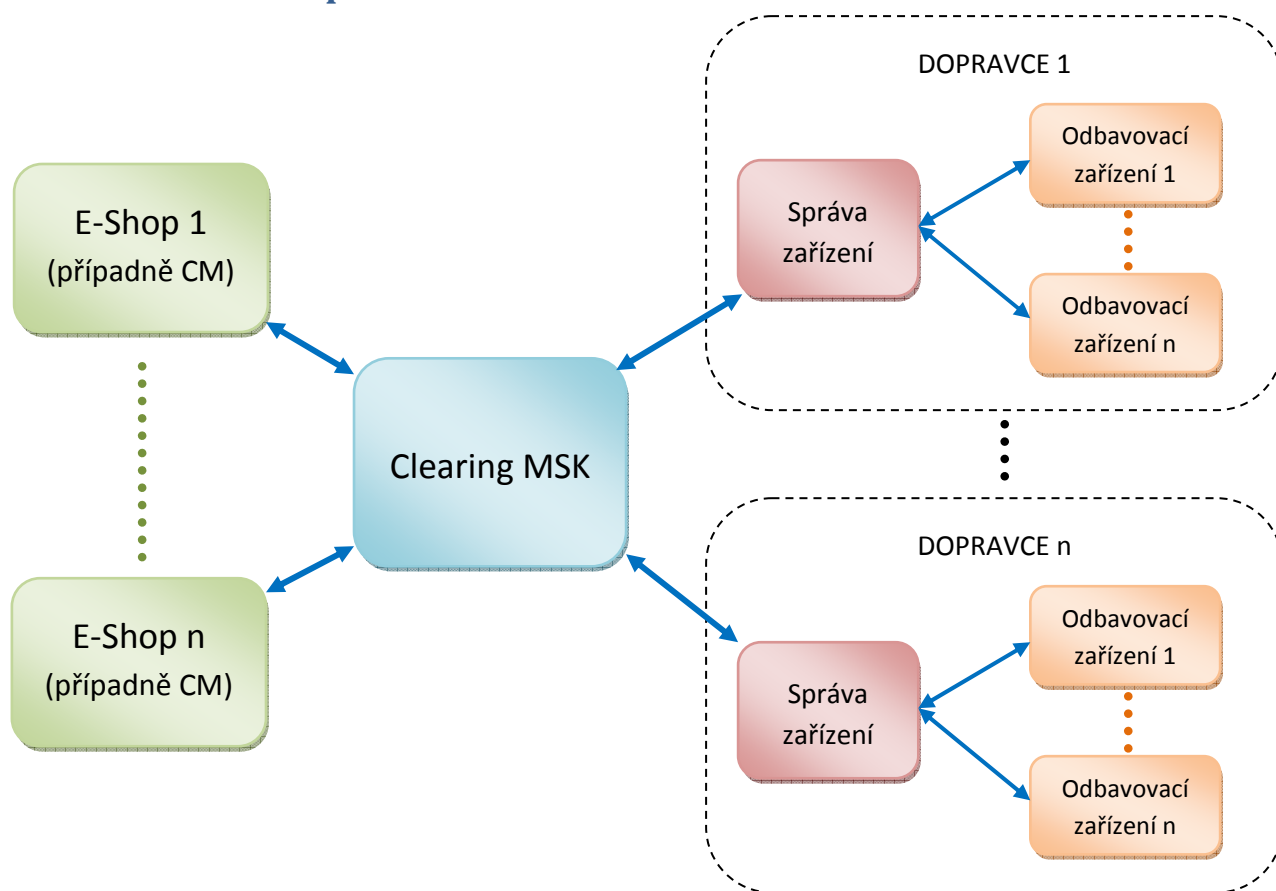 DOPRAVCE 1
Odbavovací
zařízení 1
E-Shop 1
(případně CM)
Správa
zařízení
Odbavovací
zařízení n
Clearing MSK
DOPRAVCE n
E-Shop n
(případně CM)
Odbavovací
zařízení 1
Správa
zařízení
Odbavovací
zařízení n